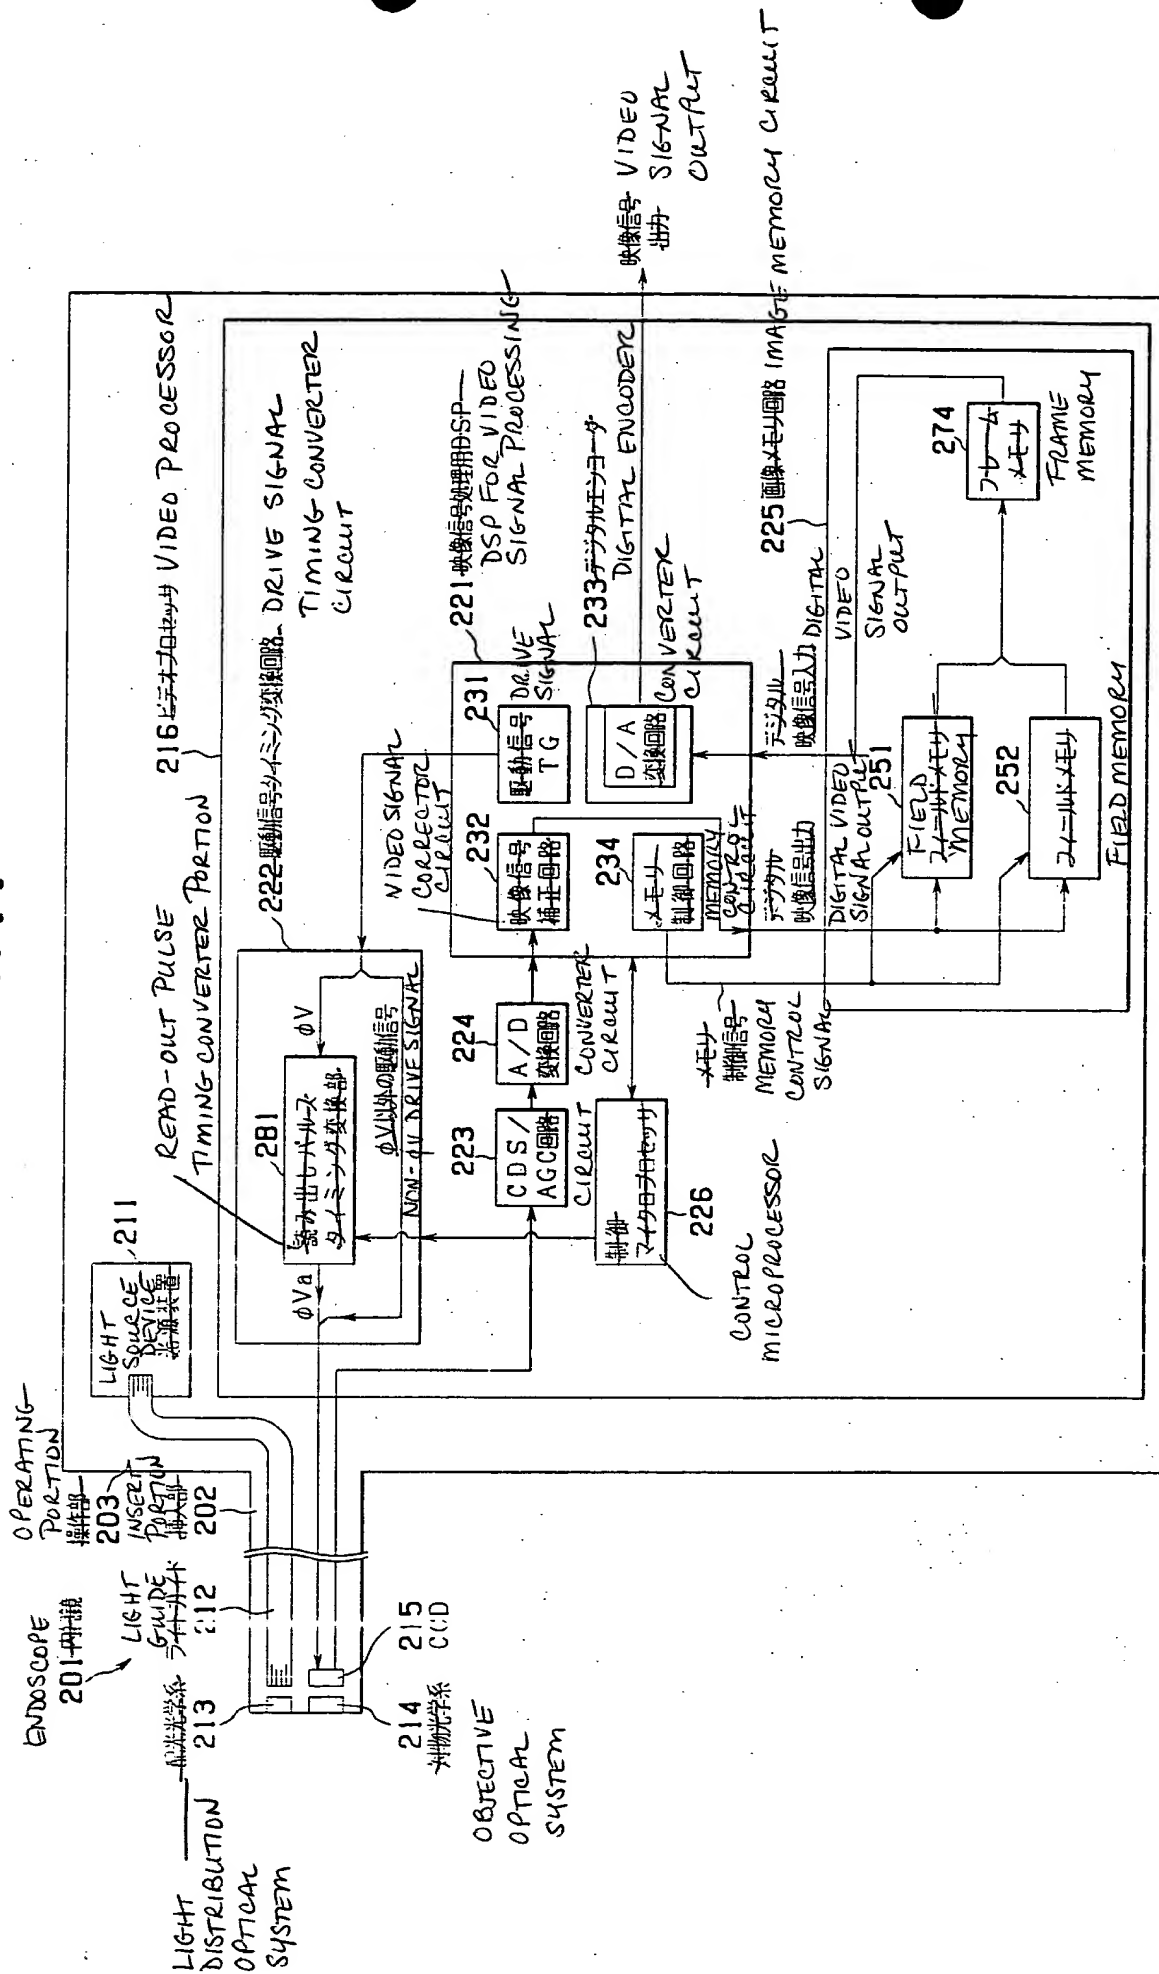 OPERATING
PORTION
操作部
203
ENDOSCOPE
201 内視鏡
LIGHT
GUIDE
ライトガイド
212
INSERT
PORTION
挿入部
202
LIGHT
DISTRIBUTION
OPTICAL
SYSTEM
配光光学系
213
214
対物光学系
OBJECTIVE
OPTICAL
SYSTEM
215
CCD
LIGHT
SOURCE
DEVICE
光源装置
211
216 ビデオプロセッサ VIDEO PROCESSOR
READ-OUT PULSE
TIMING CONVERTER PORTION
222 駆動信号タイミング変換回路 DRIVE SIGNAL
TIMING CONVERTER
CIRCUIT
281
読み出しパルス
タイミング変換部
φV
φVa
φV以外の駆動信号
NON-φV DRIVE SIGNAL
221 映像信号処理用DSP
DSP FOR VIDEO
SIGNAL PROCESSING
VIDEO SIGNAL
CORRECTOR
CIRCUIT
232
映像信号
補正回路
231
DRIVE
SIGNAL
駆動信号
TG
233 デジタルエンコーダ
DIGITAL ENCODER
D/A
変換回路
CONVERTER
CIRCUIT
映像信号
出力
VIDEO
SIGNAL
OUTPUT
234
メモリー
制御回路
MEMORY
CONTROL
CIRCUIT
223
CDS/
AGC回路
CIRCUIT
224
A/D
変換回路
CONVERTER
CIRCUIT
制御
マイクロプロセッサ
226
CONTROL
MICROPROCESSOR
メモリー
制御信号
MEMORY
CONTROL
SIGNAL
デジタル
映像信号出力
DIGITAL VIDEO
SIGNAL OUTPUT
デジタル
映像信号入力
DIGITAL
VIDEO
SIGNAL
OUTPUT
225 画像メモリ回路 IMAGE MEMORY CIRCUIT
251
FIELD
フィールドメモリ
MEMORY
252
フィールドメモリ
FIELD MEMORY
274
フレーム
メモリ
FRAME
MEMORY